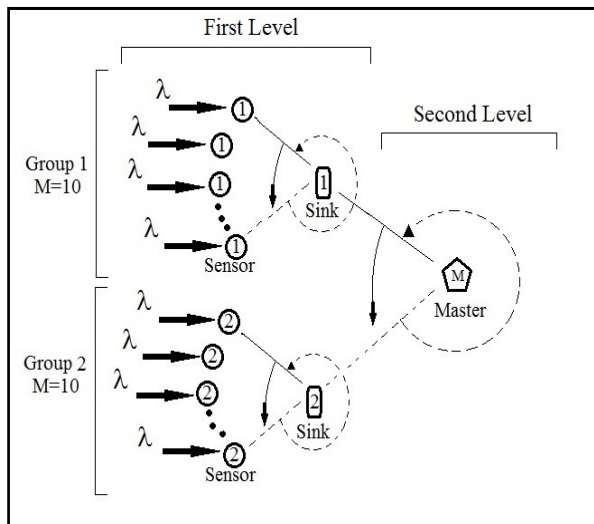 First Level
Second Level
Group 1
M=10
λ
1
λ
1
λ
1
λ
1
Sensor
1
Sink
M
Master
Group 2
M=10
λ
2
λ
2
λ
2
λ
2
Sensor
2
Sink